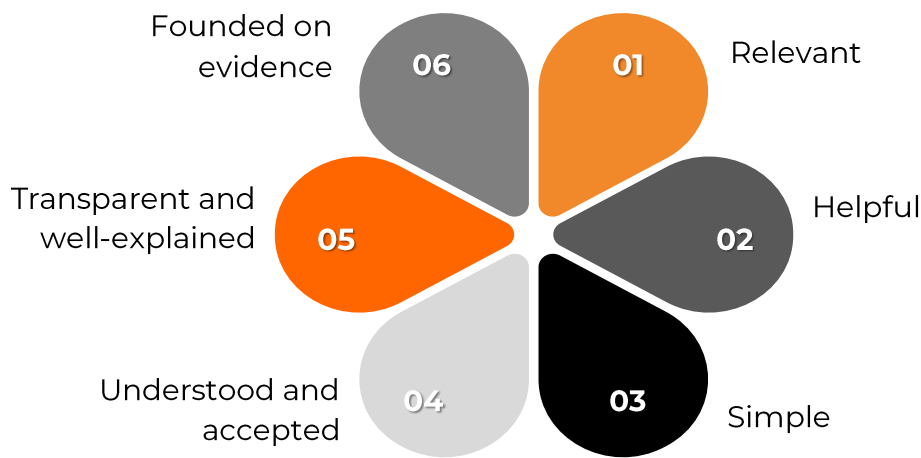 01
Relevant
02
Helpful
03
Simple
04
Understood and
accepted
05
Transparent and
well-explained
06
Founded on
evidence